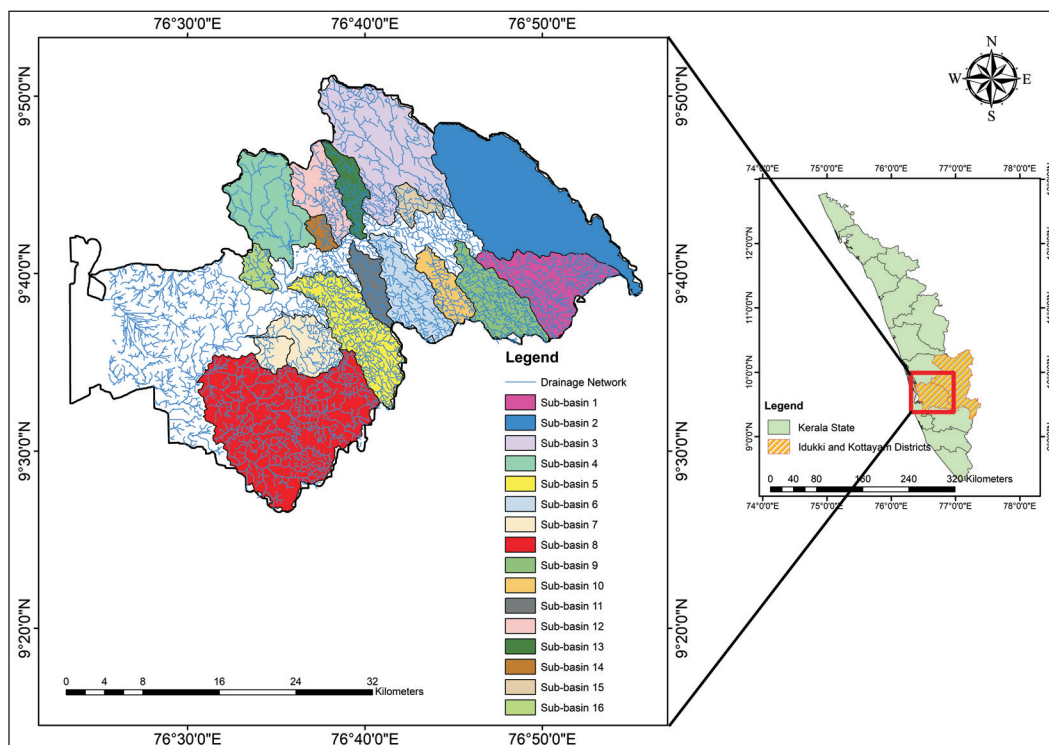 76°30'0"E 76°40'0"E 76°50'0"E
9°50'0"N 9°50'0"N
9°40'0"N 9°40'0"N
9°30'0"N 9°30'0"N
9°20'0"N 9°20'0"N
Legend
Drainage Network
Sub-basin 1
Sub-basin 2
Sub-basin 3
Sub-basin 4
Sub-basin 5
Sub-basin 6
Sub-basin 7
Sub-basin 8
Sub-basin 9
Sub-basin 10
Sub-basin 11
Sub-basin 12
Sub-basin 13
Sub-basin 14
Sub-basin 15
Sub-basin 16
0 4 8 16 24 32
Kilometers
76°30'0"E 76°40'0"E 76°50'0"E
N
W E
S
74°0'0"E 75°0'0"E 76°0'0"E 77°0'0"E 78°0'0"E
12°0'0"N
11°0'0"N
10°0'0"N
9°0'0"N
Legend
Kerala State
Idukki and Kottayam Districts
0 40 80 160 240 320
Kilometers
74°0'0"E 75°0'0"E 76°0'0"E 77°0'0"E 78°0'0"E